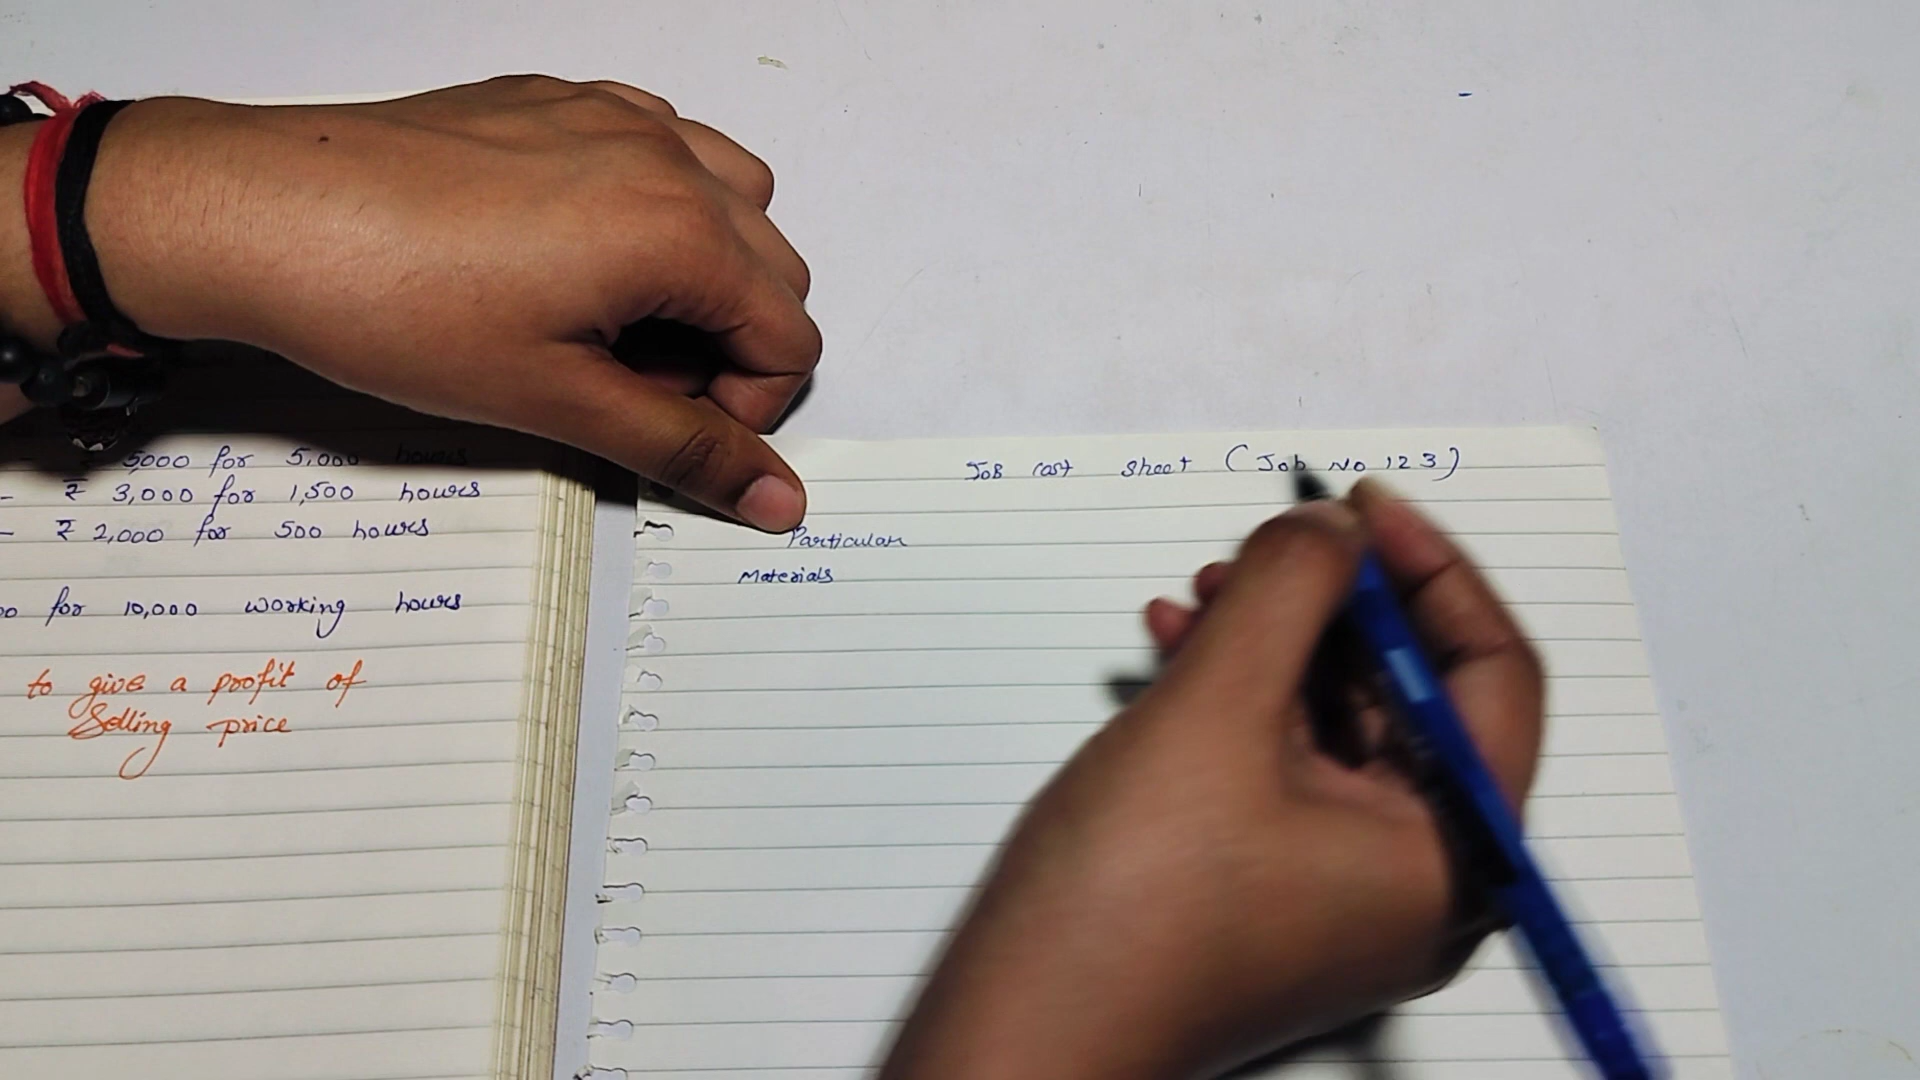 - ₹ 5,000 for 5,000 hours
- ₹ 3,000 for 1,500 hours
- ₹ 2,000 for 500 hours
for 10,000 working hours
to give a profit of
Selling price
Job cost sheet (Job No 123)
Particular
Materials